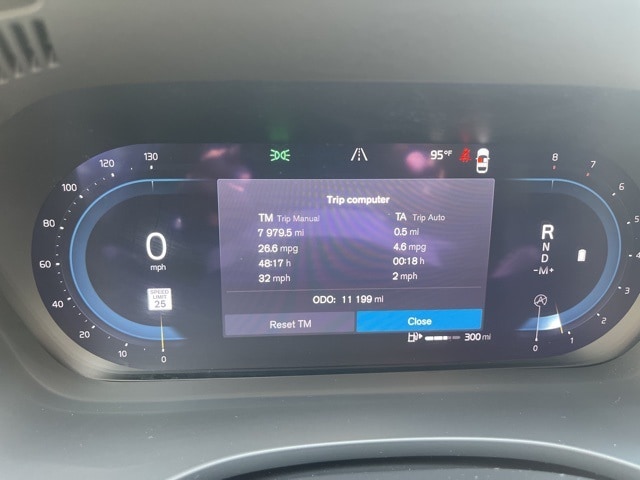 120 130 95°F 8 7
100 6
80 5
60 4
40 3
20 2
10 0 0 1
Trip computer
TM Trip Manual TA Trip Auto
7 979.5 mi 0.5 mi
26.6 mpg 4.6 mpg
48:17 h 00:18 h
32 mph 2 mph
ODO: 11 199 mi
Reset TM Close
0
mph
SPEED
LIMIT
25
R
N
D
-M+
A
300 mi